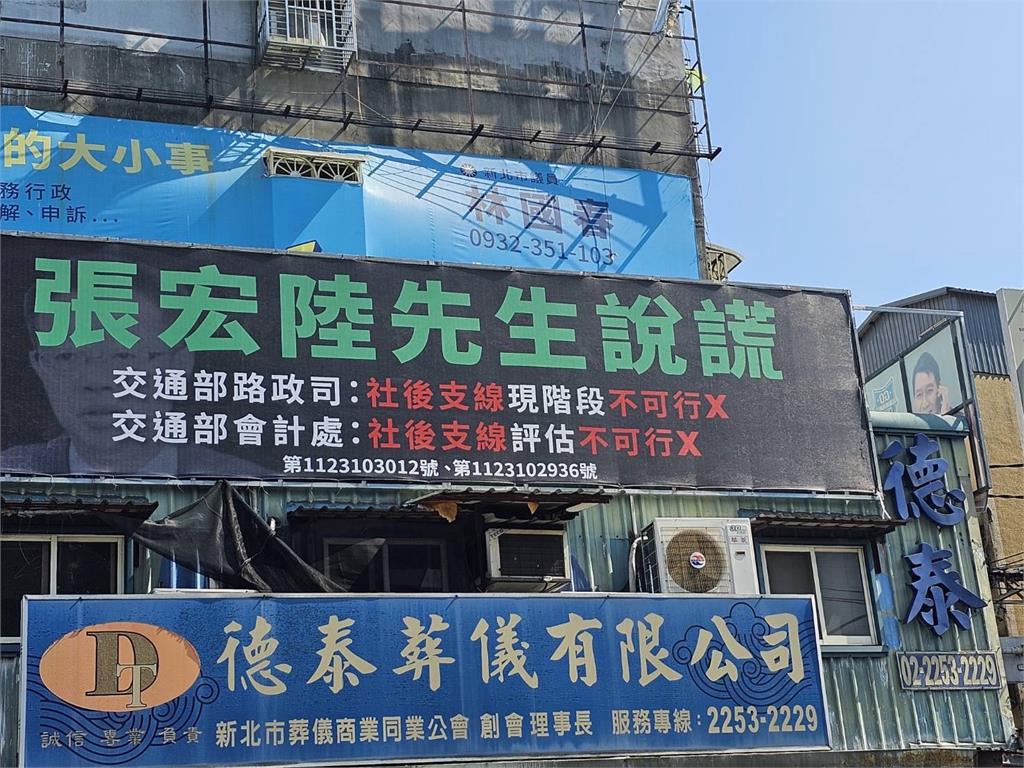 的大小事
務行政
解、申訴...
新北市議員
林國春
0932-351-103
張宏陸先生說謊
交通部路政司：社後支線現階段不可行X
交通部會計處：社後支線評估不可行X
第1123103012號、第1123102936號
德泰
02-2253-2229
DT
德泰葬儀有限公司
誠信 專業 負責
新北市葬儀商業同業公會 創會理事長 服務專線：2253-2229